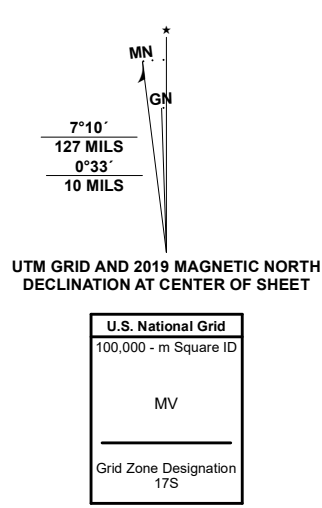 ★
MN
GN
7°10´
127 MILS
0°33´
10 MILS
UTM GRID AND 2019 MAGNETIC NORTH
DECLINATION AT CENTER OF SHEET
U.S. National Grid
100,000 - m Square ID
MV
Grid Zone Designation
17S